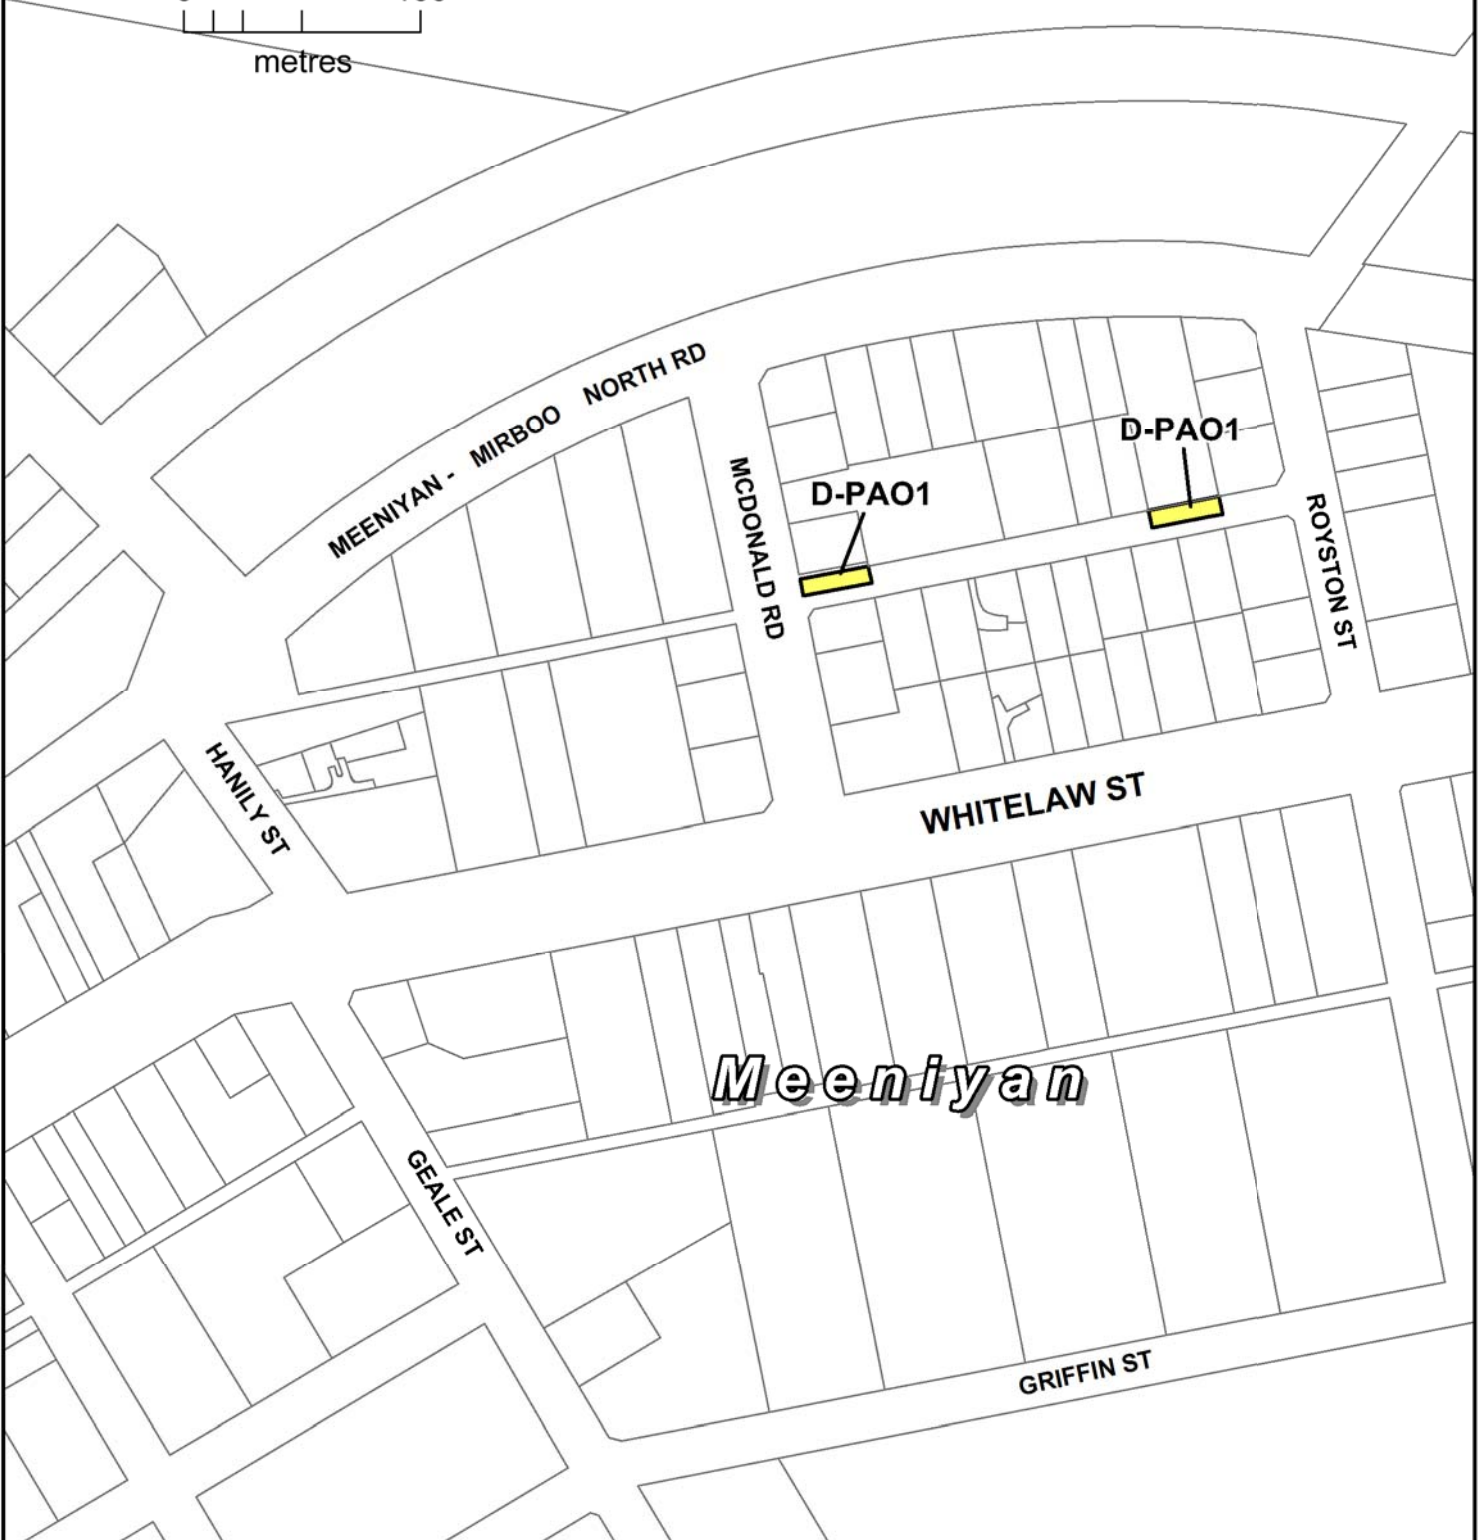 metres
MEENIYAN - MIRBOO NORTH RD
D-PAO1
D-PAO1
MCDONALD RD
ROYSTON ST
HANILY ST
WHITELAW ST
Meeniyan
GEALE ST
GRIFFIN ST